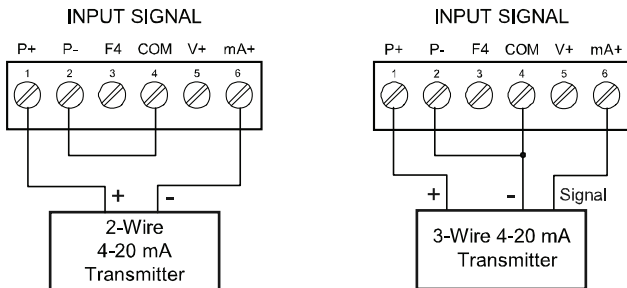 INPUT SIGNAL
P+ P- F4 COM V+ mA+
1 2 3 4 5 6
+ -
2-Wire
4-20 mA
Transmitter
INPUT SIGNAL
P+ P- F4 COM V+ mA+
1 2 3 4 5 6
+ - Signal
3-Wire 4-20 mA
Transmitter